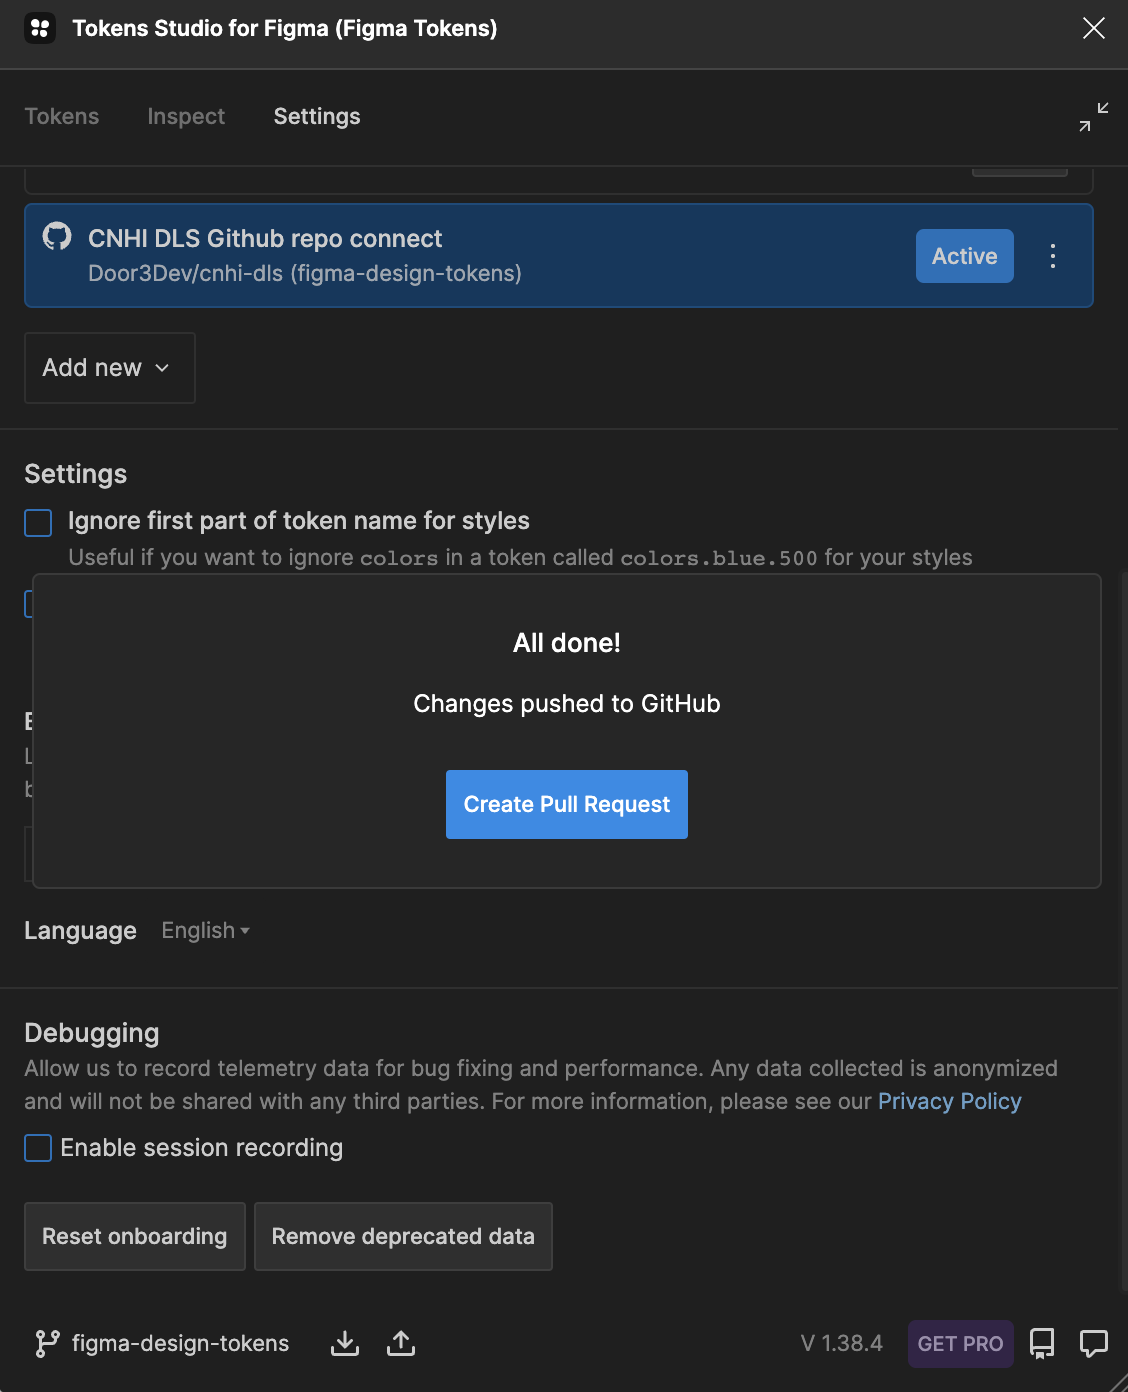 Tokens Studio for Figma (Figma Tokens)
Tokens Inspect Settings
CNHI DLS Github repo connect
Door3Dev/cnhi-dls (figma-design-tokens)
Active
Add new
Settings
Ignore first part of token name for styles
Useful if you want to ignore colors in a token called colors.blue.500 for your styles
All done!
Changes pushed to GitHub
Create Pull Request
Language English
Debugging
Allow us to record telemetry data for bug fixing and performance. Any data collected is anonymized
and will not be shared with any third parties. For more information, please see our Privacy Policy
Enable session recording
Reset onboarding Remove deprecated data
figma-design-tokens V 1.38.4 GET PRO